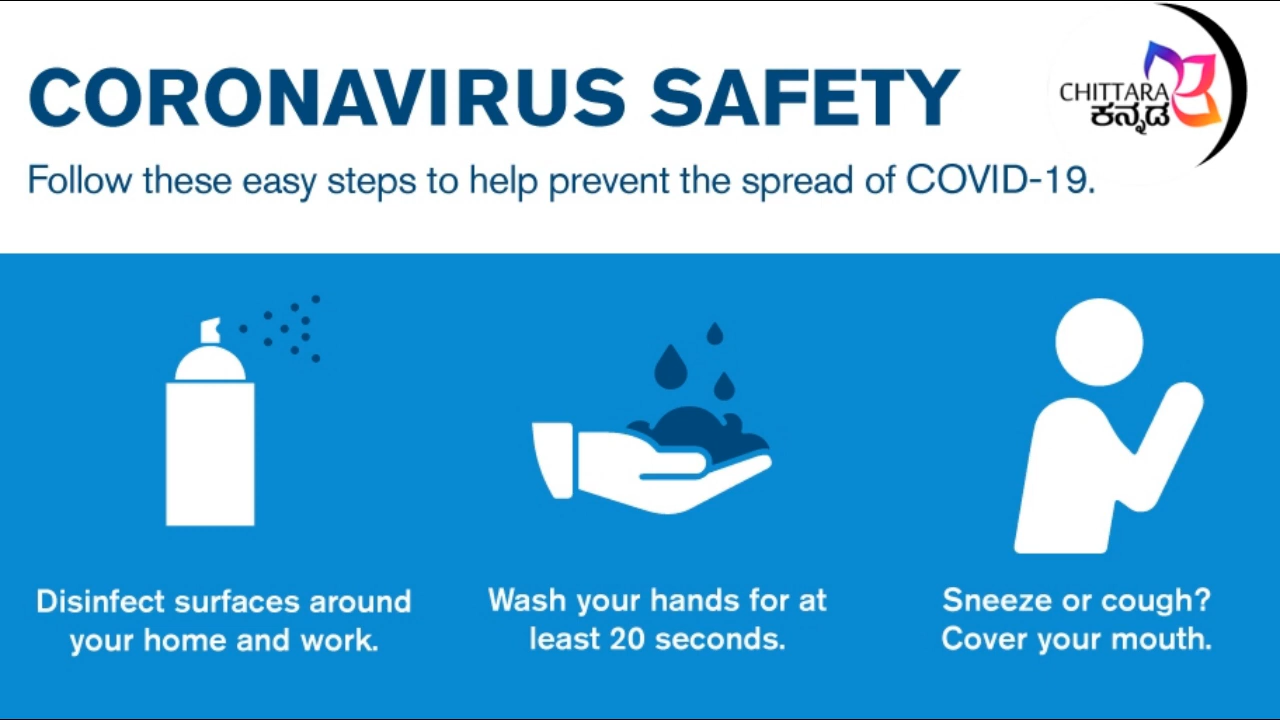 CORONAVIRUS SAFETY
CHITTARA
ಕನ್ನಡ
Follow these easy steps to help prevent the spread of COVID-19.
Disinfect surfaces around
your home and work.
Wash your hands for at
least 20 seconds.
Sneeze or cough?
Cover your mouth.